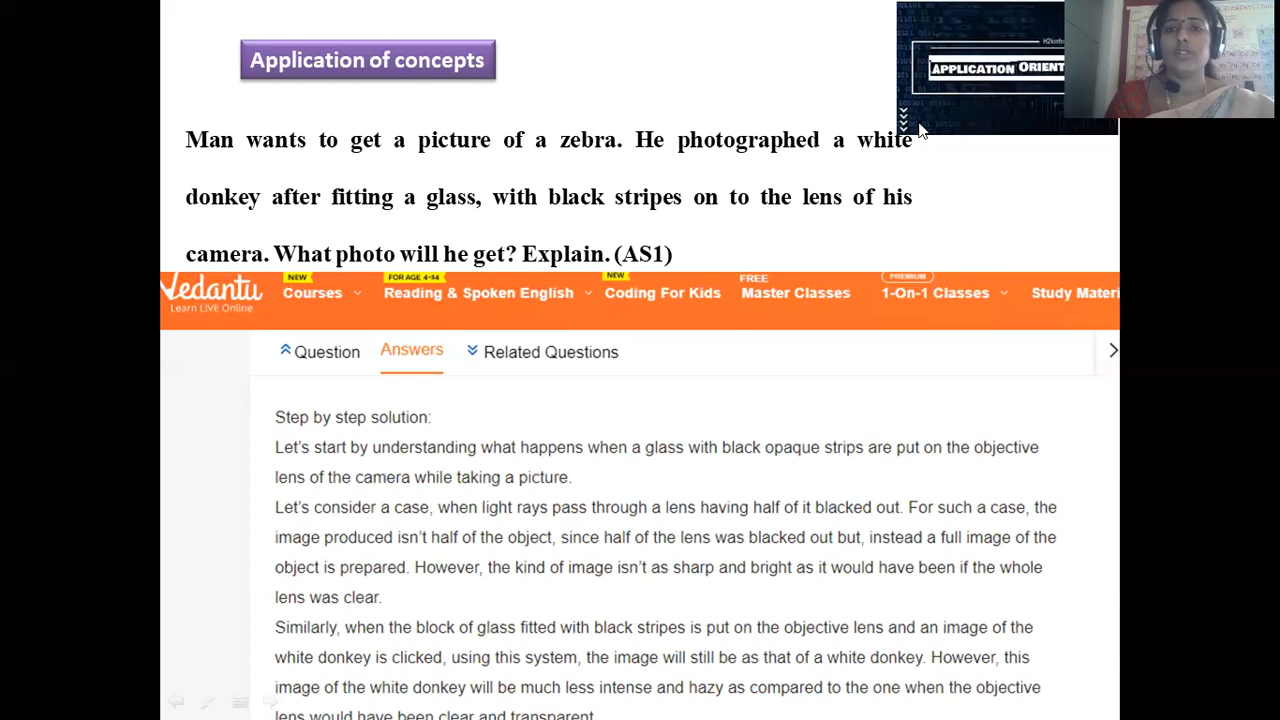 Application of concepts
H2kinfo
APPLICATION ORIENT
Man wants to get a picture of a zebra. He photographed a white
donkey after fitting a glass, with black stripes on to the lens of his
camera. What photo will he get? Explain. (AS1)
NEW FOR AGE 4-14 NEW FREE PREMIUM
Vedantu Courses Reading & Spoken English Coding For Kids Master Classes 1-On-1 Classes Study Materi
Learn LIVE Online
Question Answers Related Questions
Step by step solution:
Let's start by understanding what happens when a glass with black opaque strips are put on the objective
lens of the camera while taking a picture.
Let's consider a case, when light rays pass through a lens having half of it blacked out. For such a case, the
image produced isn't half of the object, since half of the lens was blacked out but, instead a full image of the
object is prepared. However, the kind of image isn't as sharp and bright as it would have been if the whole
lens was clear.
Similarly, when the block of glass fitted with black stripes is put on the objective lens and an image of the
white donkey is clicked, using this system, the image will still be as that of a white donkey. However, this
image of the white donkey will be much less intense and hazy as compared to the one when the objective
lens would have been clear and transparent.